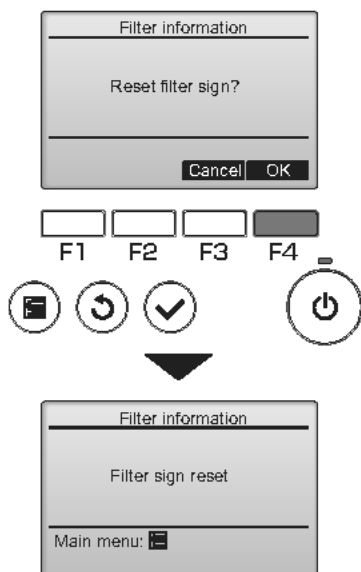 Filter information
Reset filter sign?
Cancel OK
F1 F2 F3 F4
Filter information
Filter sign reset
Main menu: